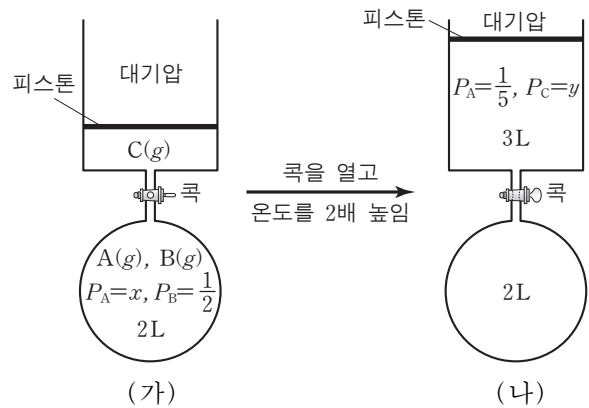 피스톤
대기압
C(g)
콕
A(g), B(g)
P_A=x, P_B=1/2
2L
(가)
콕을 열고
온도를 2배 높임
피스톤
대기압
P_A=1/5, P_C=y
3L
콕
2L
(나)